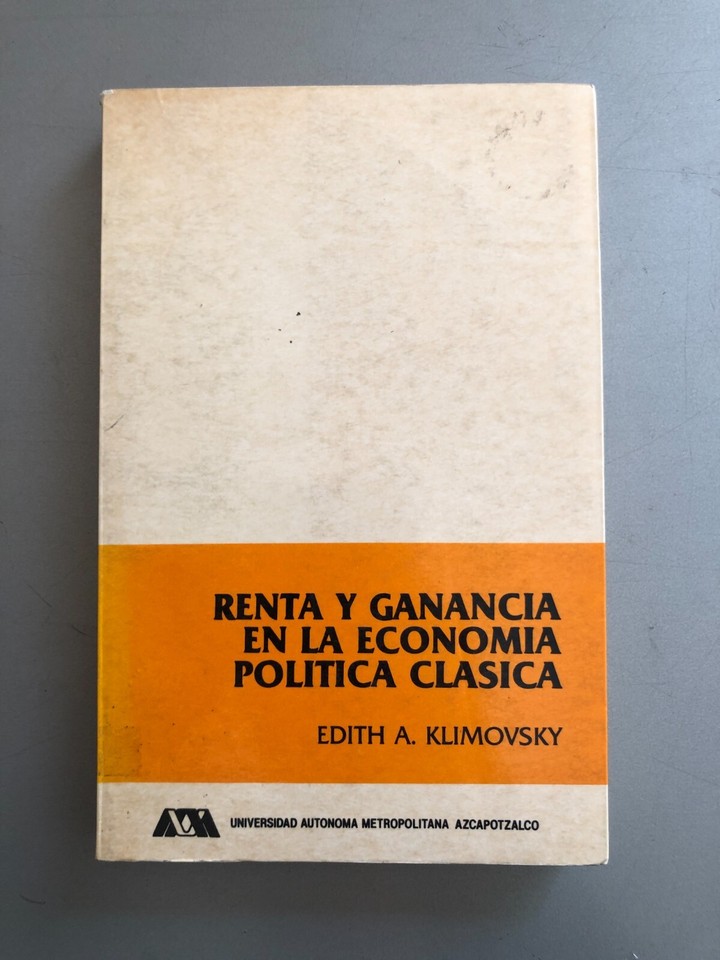 RENTA Y GANANCIA
EN LA ECONOMIA
POLITICA CLASICA
EDITH A. KLIMOVSKY
UNIVERSIDAD AUTONOMA METROPOLITANA AZCAPOTZALCO